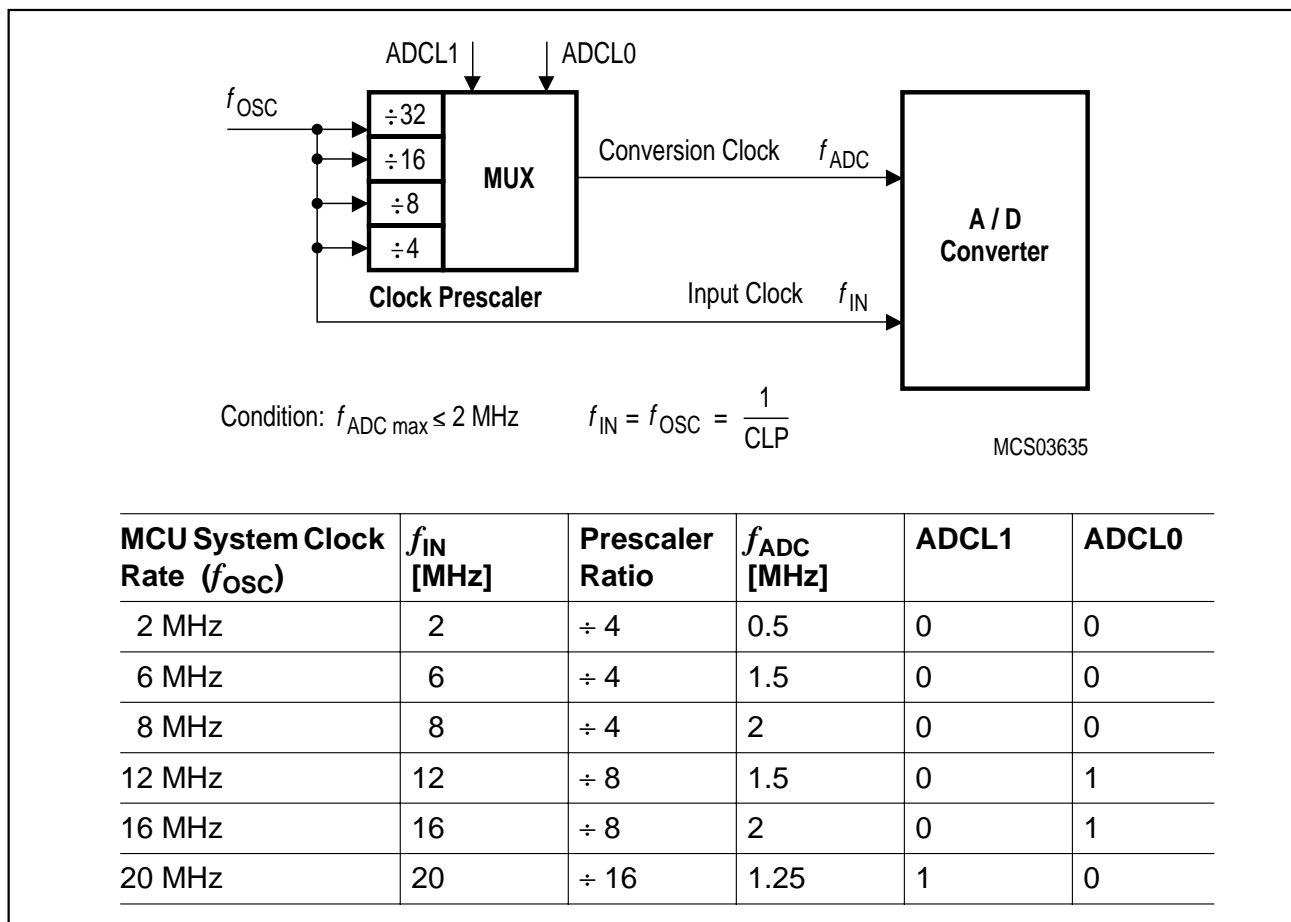 ADCL1 ADCL0
fOSC
÷32
÷16
÷8
÷4
MUX
Conversion Clock fADC
A / D
Converter
Clock Prescaler
Input Clock fIN
Condition: fADC max ≤ 2 MHz fIN = fOSC = 1/CLP
MCS03635
MCU System Clock Rate (fOSC) fIN [MHz] Prescaler Ratio fADC [MHz] ADCL1 ADCL0
2 MHz 2 ÷ 4 0.5 0 0
6 MHz 6 ÷ 4 1.5 0 0
8 MHz 8 ÷ 4 2 0 0
12 MHz 12 ÷ 8 1.5 0 1
16 MHz 16 ÷ 8 2 0 1
20 MHz 20 ÷ 16 1.25 1 0